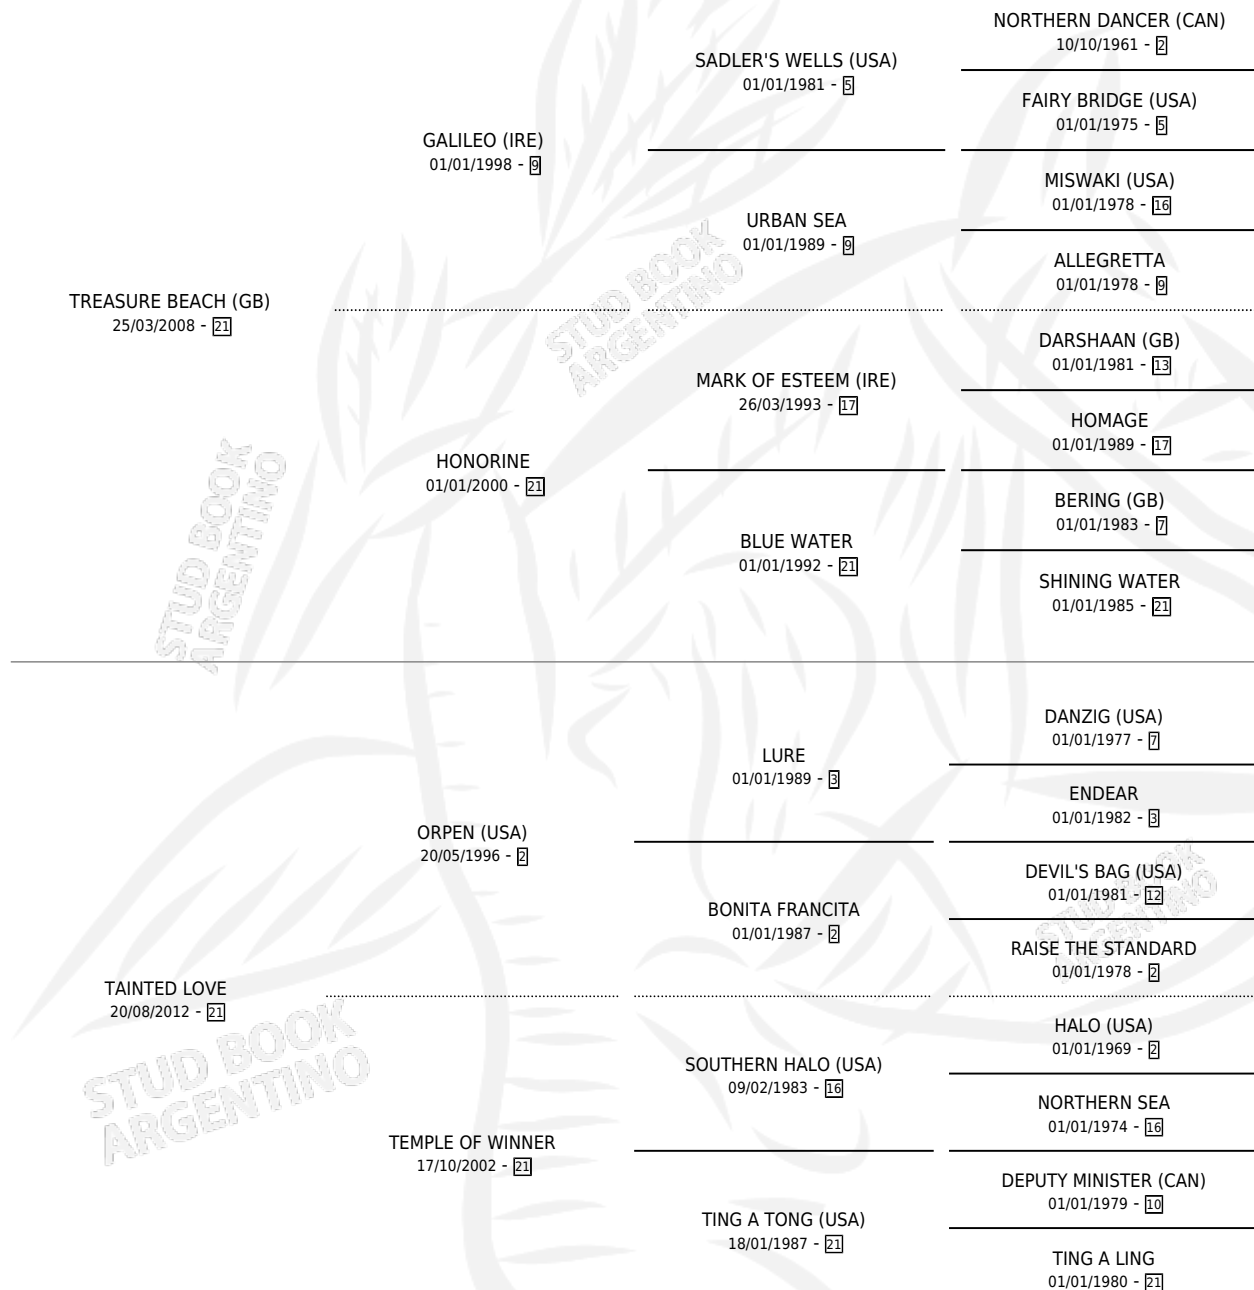 NORTHERN DANCER (CAN)
10/10/1961 - 2
SADLER'S WELLS (USA)
01/01/1981 - 5
FAIRY BRIDGE (USA)
01/01/1975 - 5
GALILEO (IRE)
01/01/1998 - 9
MISWAKI (USA)
01/01/1978 - 16
URBAN SEA
01/01/1989 - 9
ALLEGRETTA
01/01/1978 - 9
TREASURE BEACH (GB)
25/03/2008 - 21
DARSHAAN (GB)
01/01/1981 - 13
MARK OF ESTEEM (IRE)
26/03/1993 - 17
HOMAGE
01/01/1989 - 17
HONORINE
01/01/2000 - 21
BERING (GB)
01/01/1983 - 7
BLUE WATER
01/01/1992 - 21
SHINING WATER
01/01/1985 - 21
STUD BOOK
ARGENTINO
STUD BOOK
ARGENTINO
DANZIG (USA)
01/01/1977 - 7
LURE
01/01/1989 - 3
ENDEAR
01/01/1982 - 3
ORPEN (USA)
20/05/1996 - 2
DEVIL'S BAG (USA)
01/01/1981 - 12
BONITA FRANCITA
01/01/1987 - 2
RAISE THE STANDARD
01/01/1978 - 2
STUD BOOK
ARGENTINO
TAINTED LOVE
20/08/2012 - 21
HALO (USA)
01/01/1969 - 2
SOUTHERN HALO (USA)
09/02/1983 - 16
NORTHERN SEA
01/01/1974 - 16
STUD BOOK
ARGENTINO
TEMPLE OF WINNER
17/10/2002 - 21
DEPUTY MINISTER (CAN)
01/01/1979 - 10
TING A TONG (USA)
18/01/1987 - 21
TING A LING
01/01/1980 - 21